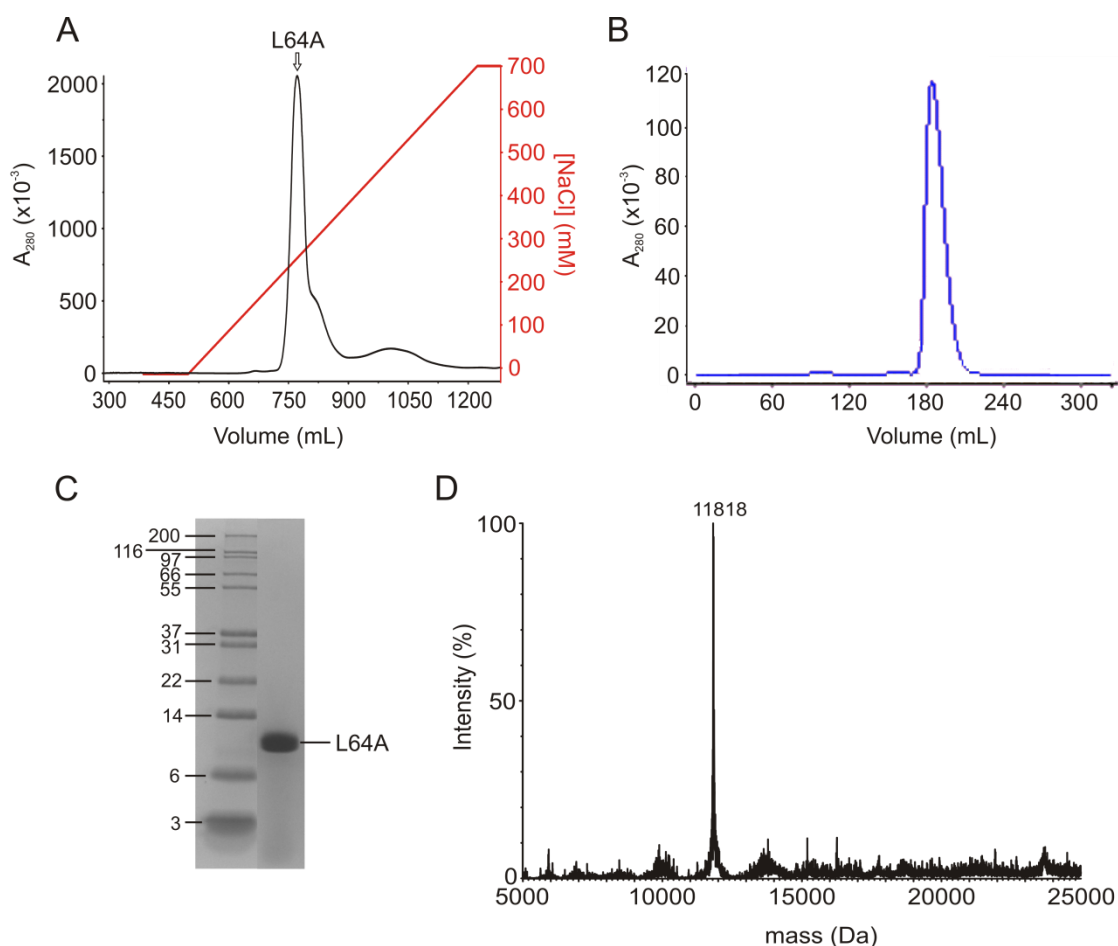 A
L64A
2000
1500
1000
500
0
A280 (x10-3)
300 450 600 750 900 1050 1200
Volume (mL)
700
600
500
400
300
200
100
0
[NaCl] (mM)
B
120
100
80
60
40
20
0
A280 (x10-3)
0 60 120 180 240 300
Volume (mL)
C
200
116
97
66
55
37
31
22
14
6
3
L64A
D
11818
100
50
0
Intensity (%)
5000 10000 15000 20000 25000
mass (Da)